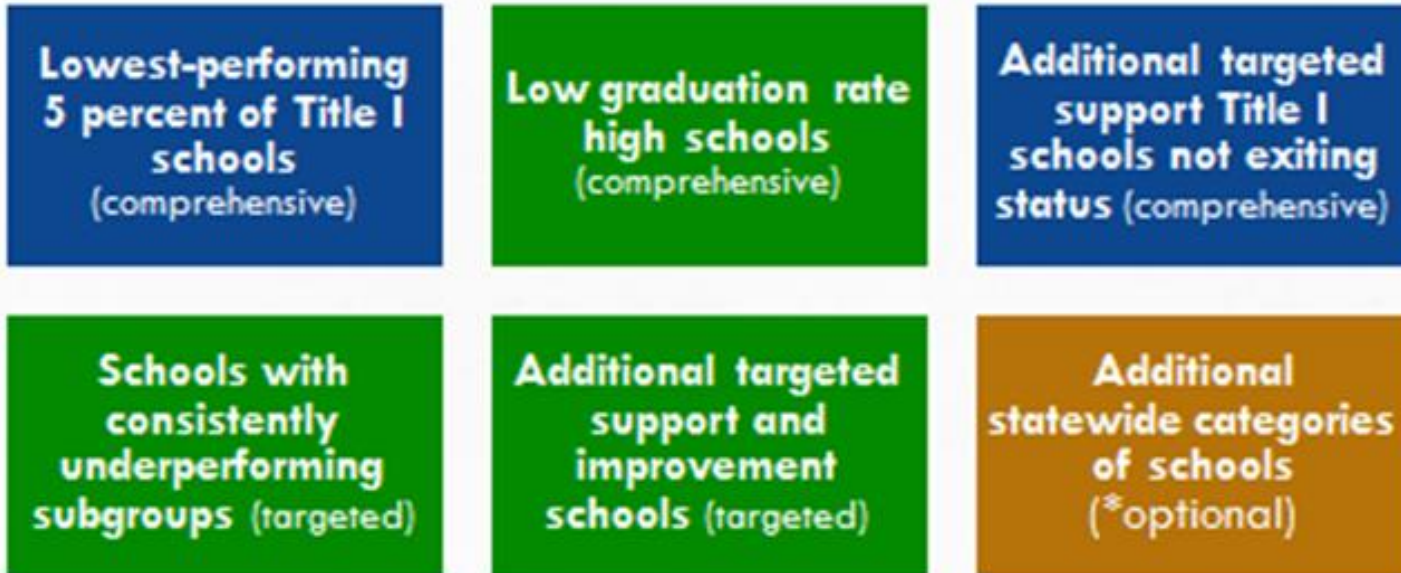 Lowest-performing
5 percent of Title I
schools
(comprehensive)
Low graduation rate
high schools
(comprehensive)
Additional targeted
support Title I
schools not exiting
status (comprehensive)
Schools with
consistently
underperforming
subgroups (targeted)
Additional targeted
support and
improvement
schools (targeted)
Additional
statewide categories
of schools
(*optional)